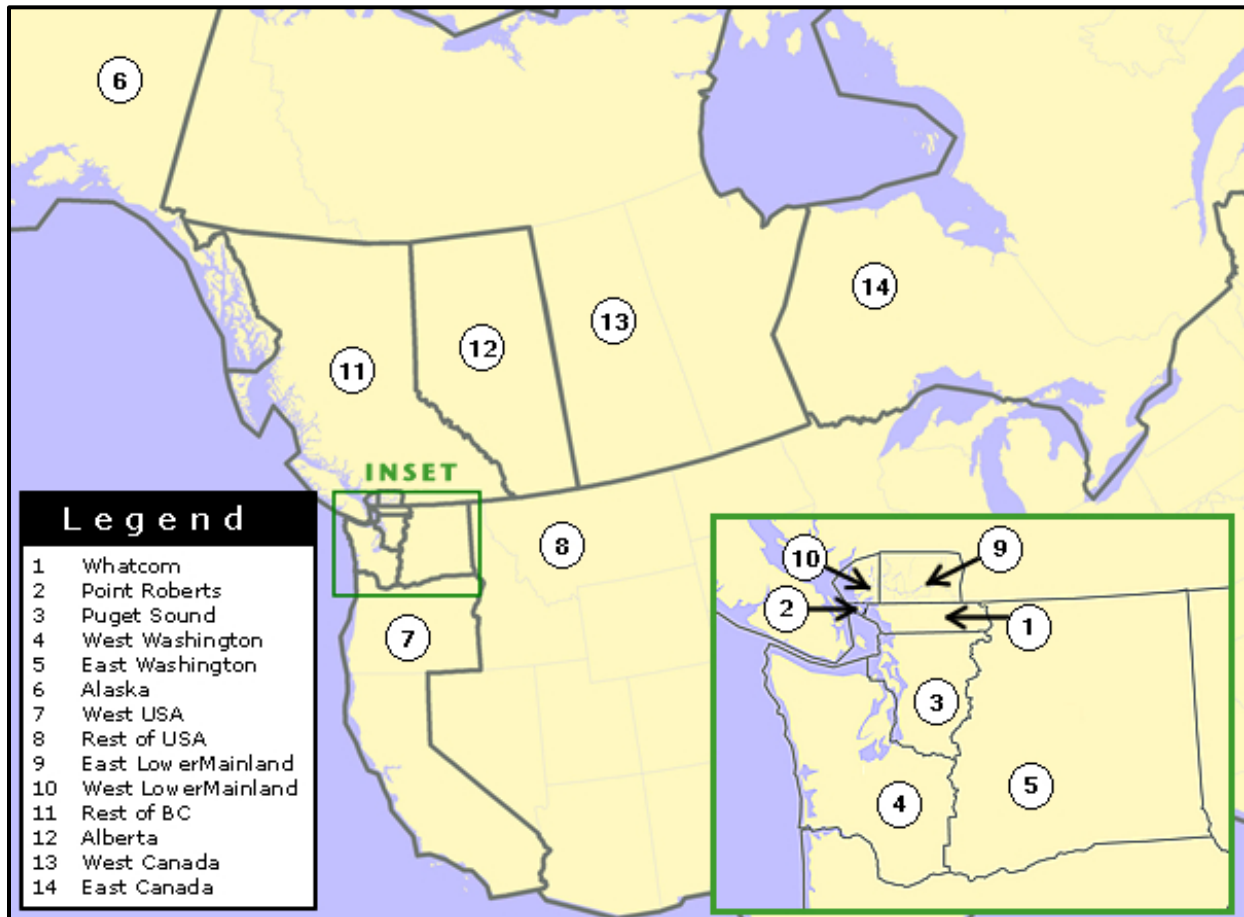 6
14
13
12
11
INSET
Legend
1 Whatcom
2 Point Roberts
3 Puget Sound
4 West Washington
5 East Washington
6 Alaska
7 West USA
8 Rest of USA
9 East LowerMainland
10 West LowerMainland
11 Rest of BC
12 Alberta
13 West Canada
14 East Canada
8
7
10
9
2
1
3
5
4